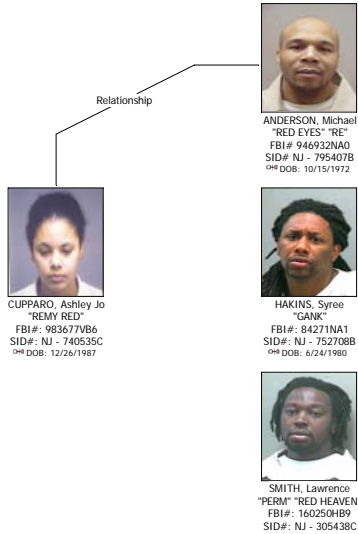 ANDERSON, Michael
"RED EYES" "RE"
FBI# 946932NA0
SID# NJ - 795407B
DOB: 10/15/1972
Relationship
CUPPARO, Ashley Jo
"REMY RED"
FBI#: 983677VB6
SID#: NJ - 740535C
DOB: 12/26/1987
HAKINS, Syree
"GANK"
FBI#: 84271NA1
SID#: NJ - 752708B
DOB: 6/24/1980
SMITH, Lawrence
"PERM" "RED HEAVEN
FBI#: 160250HB9
SID#: NJ - 305438C